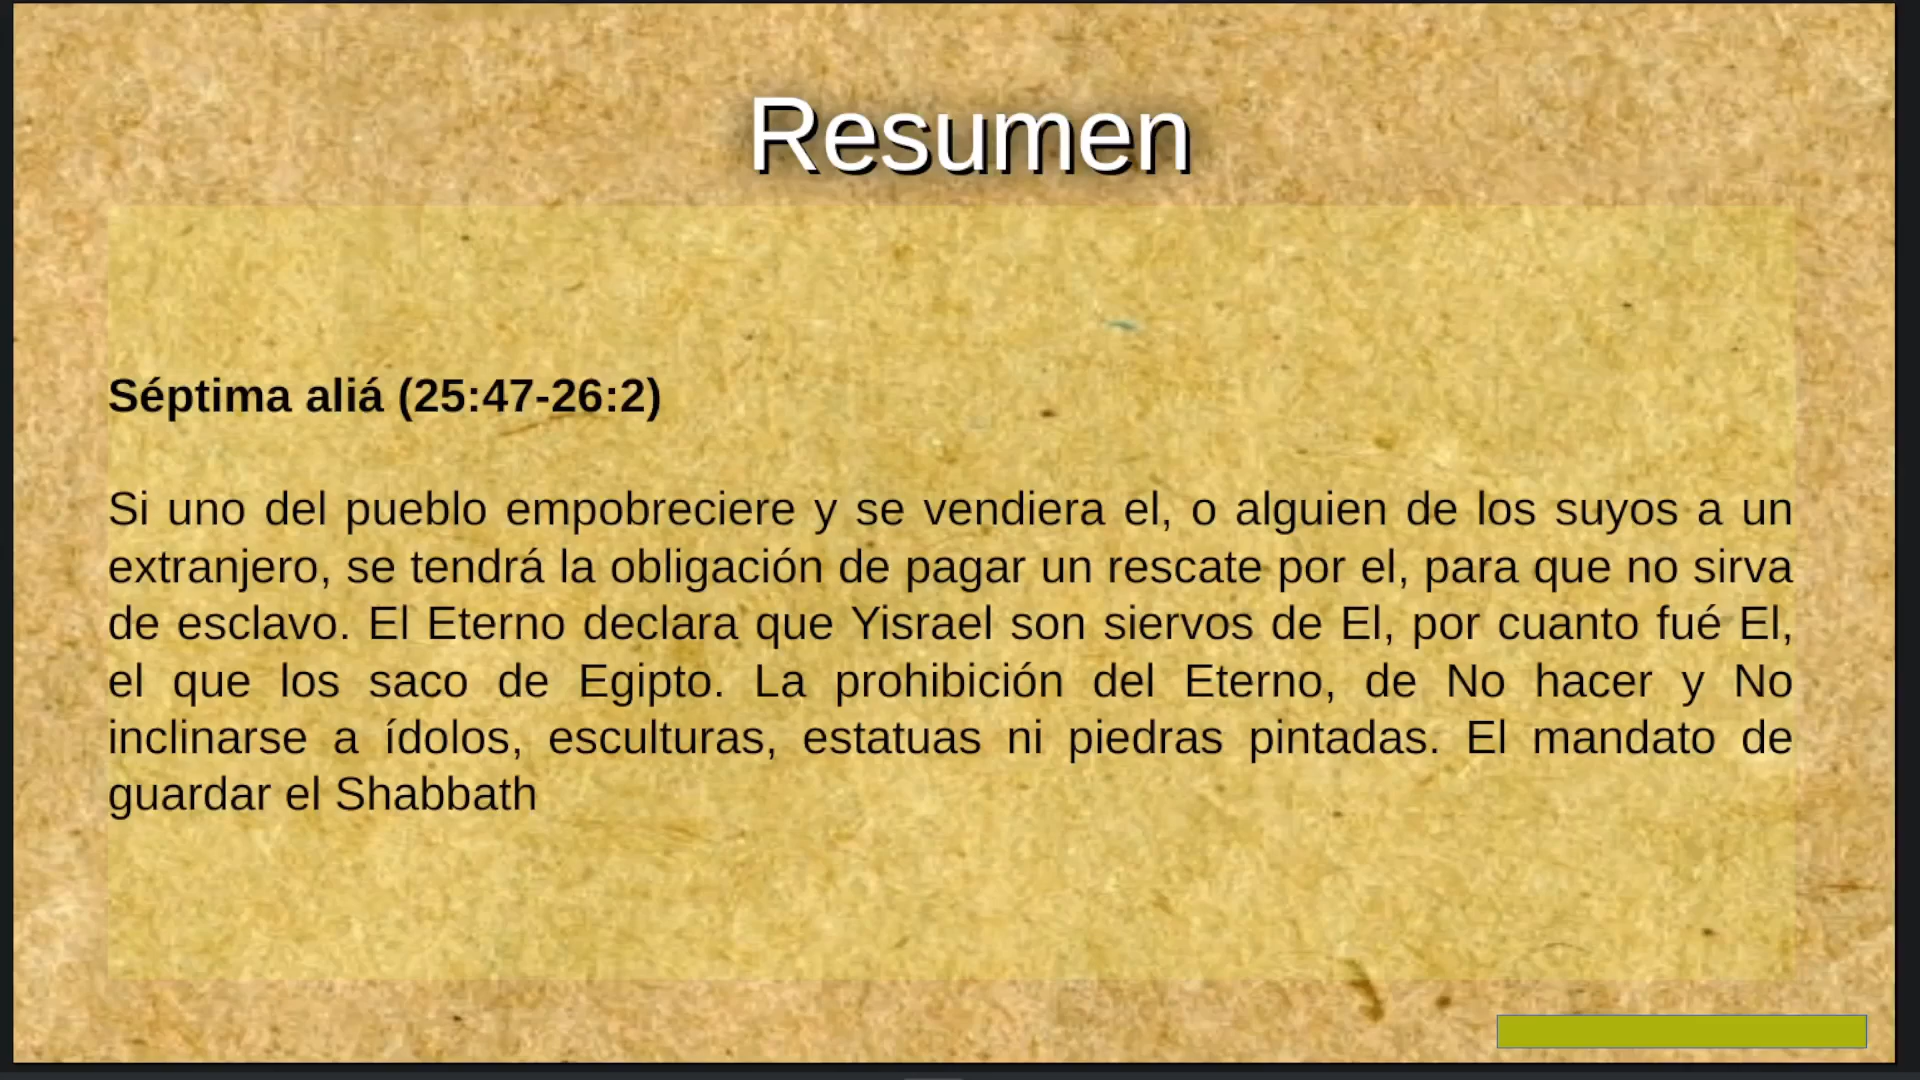 Resumen
Séptima aliá (25:47-26:2)
Si uno del pueblo empobreciere y se vendiera el, o alguien de los suyos a un
extranjero, se tendrá la obligación de pagar un rescate por el, para que no sirva
de esclavo. El Eterno declara que Yisrael son siervos de El, por cuanto fué El,
el que los saco de Egipto. La prohibición del Eterno, de No hacer y No
inclinarse a ídolos, esculturas, estatuas ni piedras pintadas. El mandato de
guardar el Shabbath